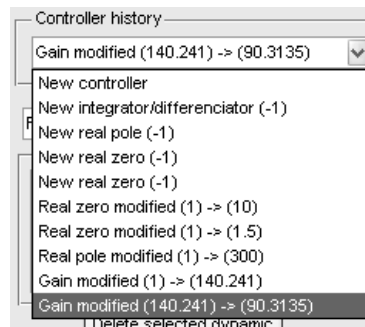 Controller history
Gain modified (140.241) -> (90.3135)
New controller
New integrator/differenciator (-1)
New real pole (-1)
New real zero (-1)
New real zero (-1)
Real zero modified (1) -> (10)
Real zero modified (1) -> (1.5)
Real pole modified (1) -> (300)
Gain modified (1) -> (140.241)
Gain modified (140.241) -> (90.3135)
Delete selected dynamic